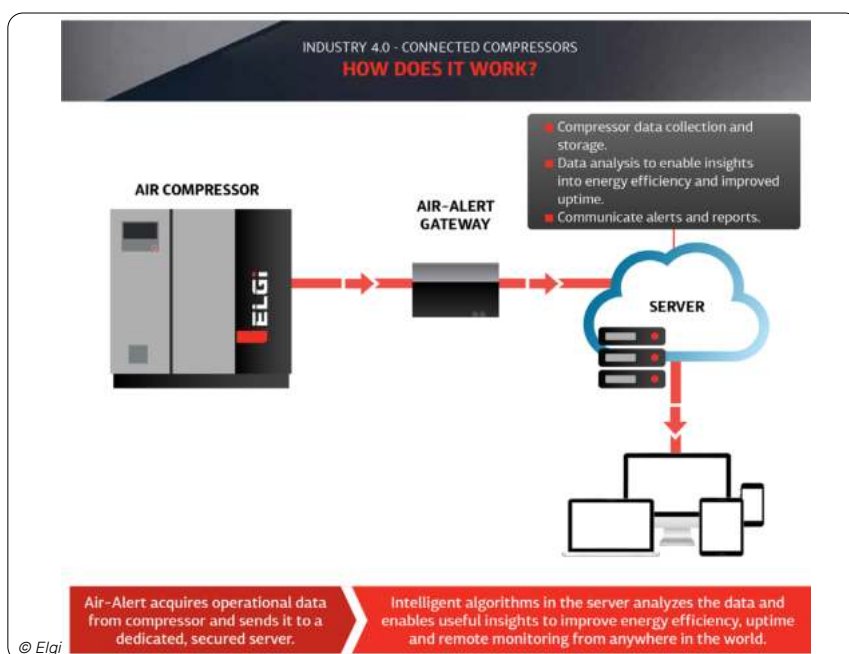 INDUSTRY 4.0 - CONNECTED COMPRESSORS
HOW DOES IT WORK?
Compressor data collection and
storage.
Data analysis to enable insights
into energy efficiency and improved
uptime.
Communicate alerts and reports.
AIR COMPRESSOR
AIR-ALERT
GATEWAY
ELGi
SERVER
Air-Alert acquires operational data
from compressor and sends it to a
dedicated, secured server.
Intelligent algorithms in the server analyzes the data and
enables useful insights to improve energy efficiency, uptime
and remote monitoring from anywhere in the world.
© Elgi